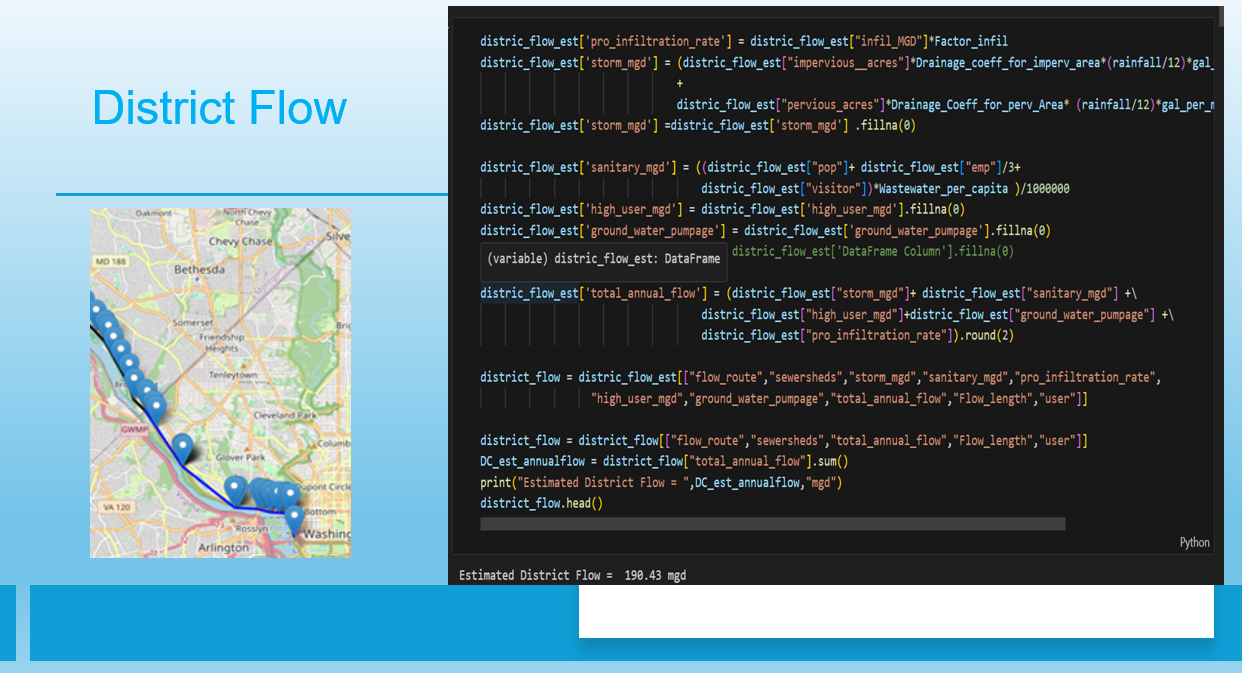 District Flow
distric_flow_est['pro_infiltration_rate'] = distric_flow_est["infil_MGD"]*Factor_infil
distric_flow_est['storm_mgd'] = (distric_flow_est["impervious__acres"]*Drainage_coeff_for_imperv_area*(rainfall/12)*gal_
+
distric_flow_est["pervious_acres"]*Drainage_Coeff_for_perv_Area* (rainfall/12)*gal_per_m
distric_flow_est['storm_mgd'] =distric_flow_est['storm_mgd'] .fillna(0)
distric_flow_est['sanitary_mgd'] = ((distric_flow_est["pop"]+ distric_flow_est["emp"]/3+
distric_flow_est["visitor"])*Wastewater_per_capita )/1000000
distric_flow_est['high_user_mgd'] = distric_flow_est['high_user_mgd'].fillna(0)
distric_flow_est['ground_water_pumpage'] = distric_flow_est['ground_water_pumpage'].fillna(0)
distric_flow_est['DataFrame Column'].fillna(0)
(variable) distric_flow_est: DataFrame
distric_flow_est['total_annual_flow'] = (distric_flow_est["storm_mgd"]+ distric_flow_est["sanitary_mgd"] +\
distric_flow_est["high_user_mgd"]+distric_flow_est["ground_water_pumpage"] +\
distric_flow_est["pro_infiltration_rate"]).round(2)
district_flow = distric_flow_est[["flow_route","sewersheds","storm_mgd","sanitary_mgd","pro_infiltration_rate",
"high_user_mgd","ground_water_pumpage","total_annual_flow","Flow_length","user"]]
district_flow = district_flow[["flow_route","sewersheds","total_annual_flow","Flow_length","user"]]
DC_est_annualflow = district_flow["total_annual_flow"].sum()
print("Estimated District Flow = ",DC_est_annualflow,"mgd")
district_flow.head()
Python
Estimated District Flow =  190.43 mgd
Oakmont
North Chevy
Chase
Silve
Chevy Chase
MD 188
Bethesda
Somerset
Friendship
Heights
Brig
Tenleytown
Cleveland Park
GWMP
Columb
Glover Park
Dupont Circle
VA 120
Bottom
Rosslyn
Washing
Arlington